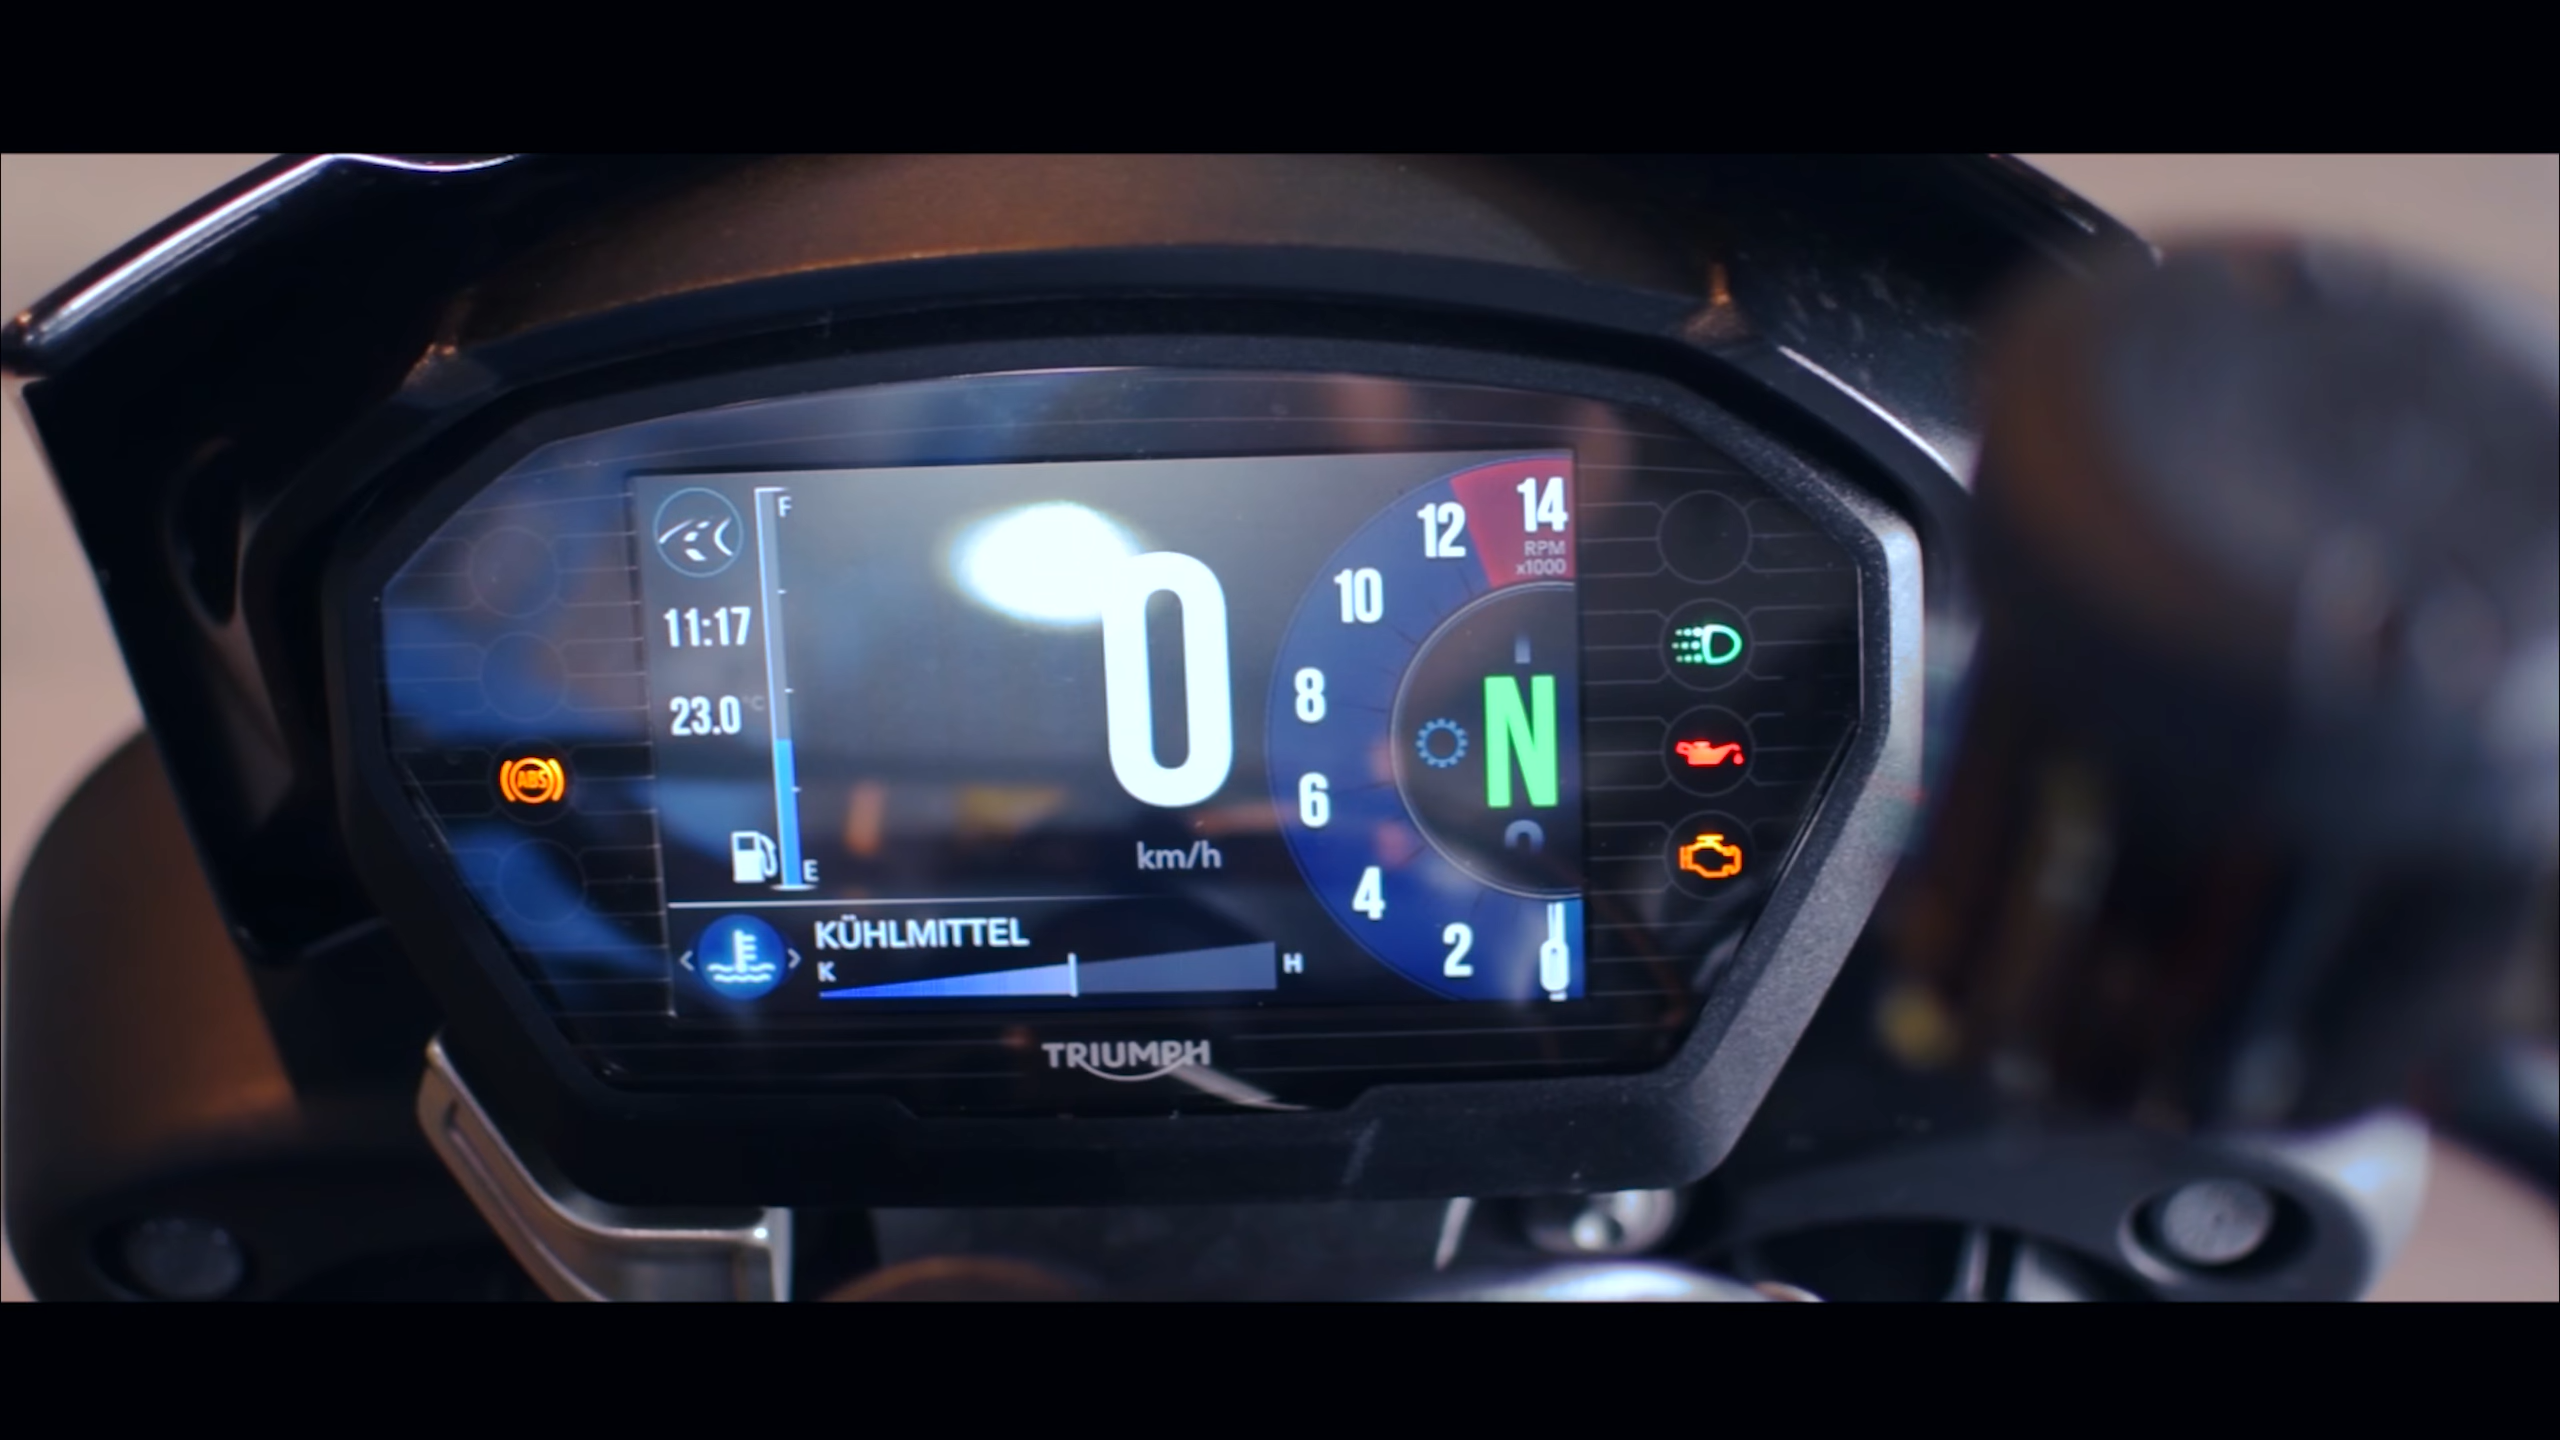 F
14
12
RPM
x1000
10
11:17
8
23.0 °C
N
ABS
6
0
km/h
E
4
KÜHLMITTEL
2
K
H
TRIUMPH